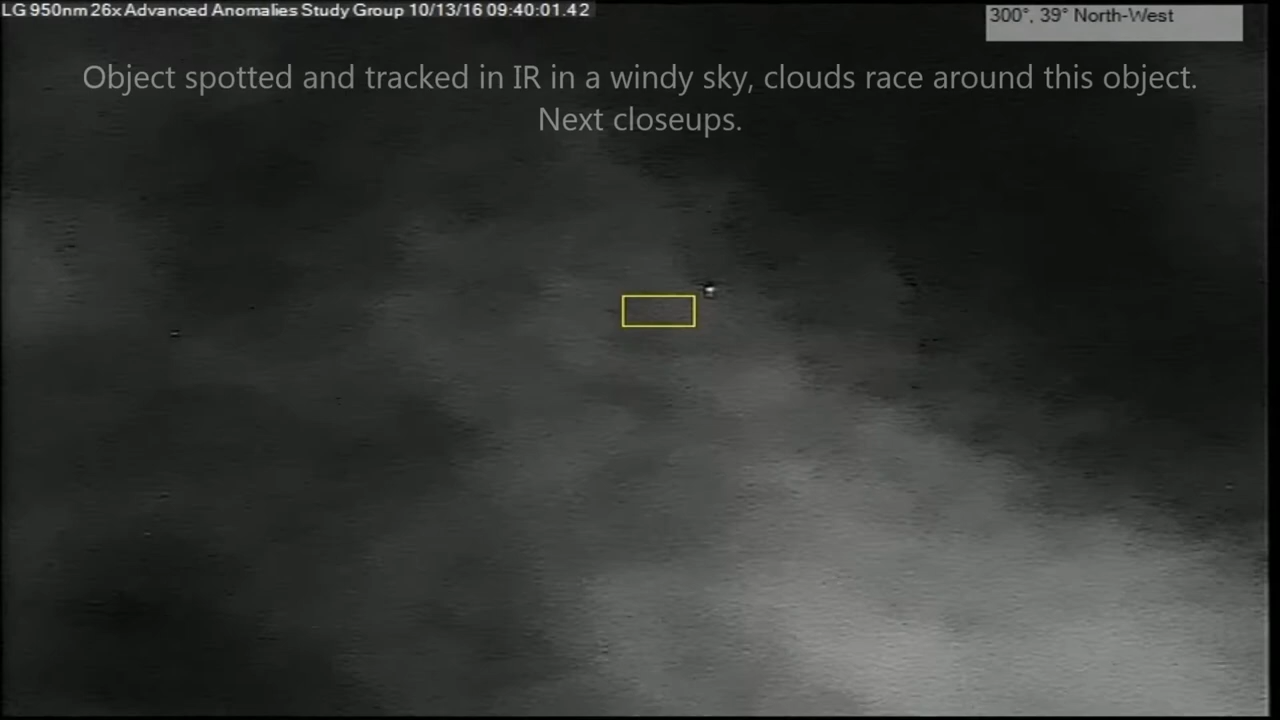 LG 950nm 26x Advanced Anomalies Study Group 10/13/16 09:40:01.42
300°, 39° North-West
Object spotted and tracked in IR in a windy sky, clouds race around this object.
Next closeups.